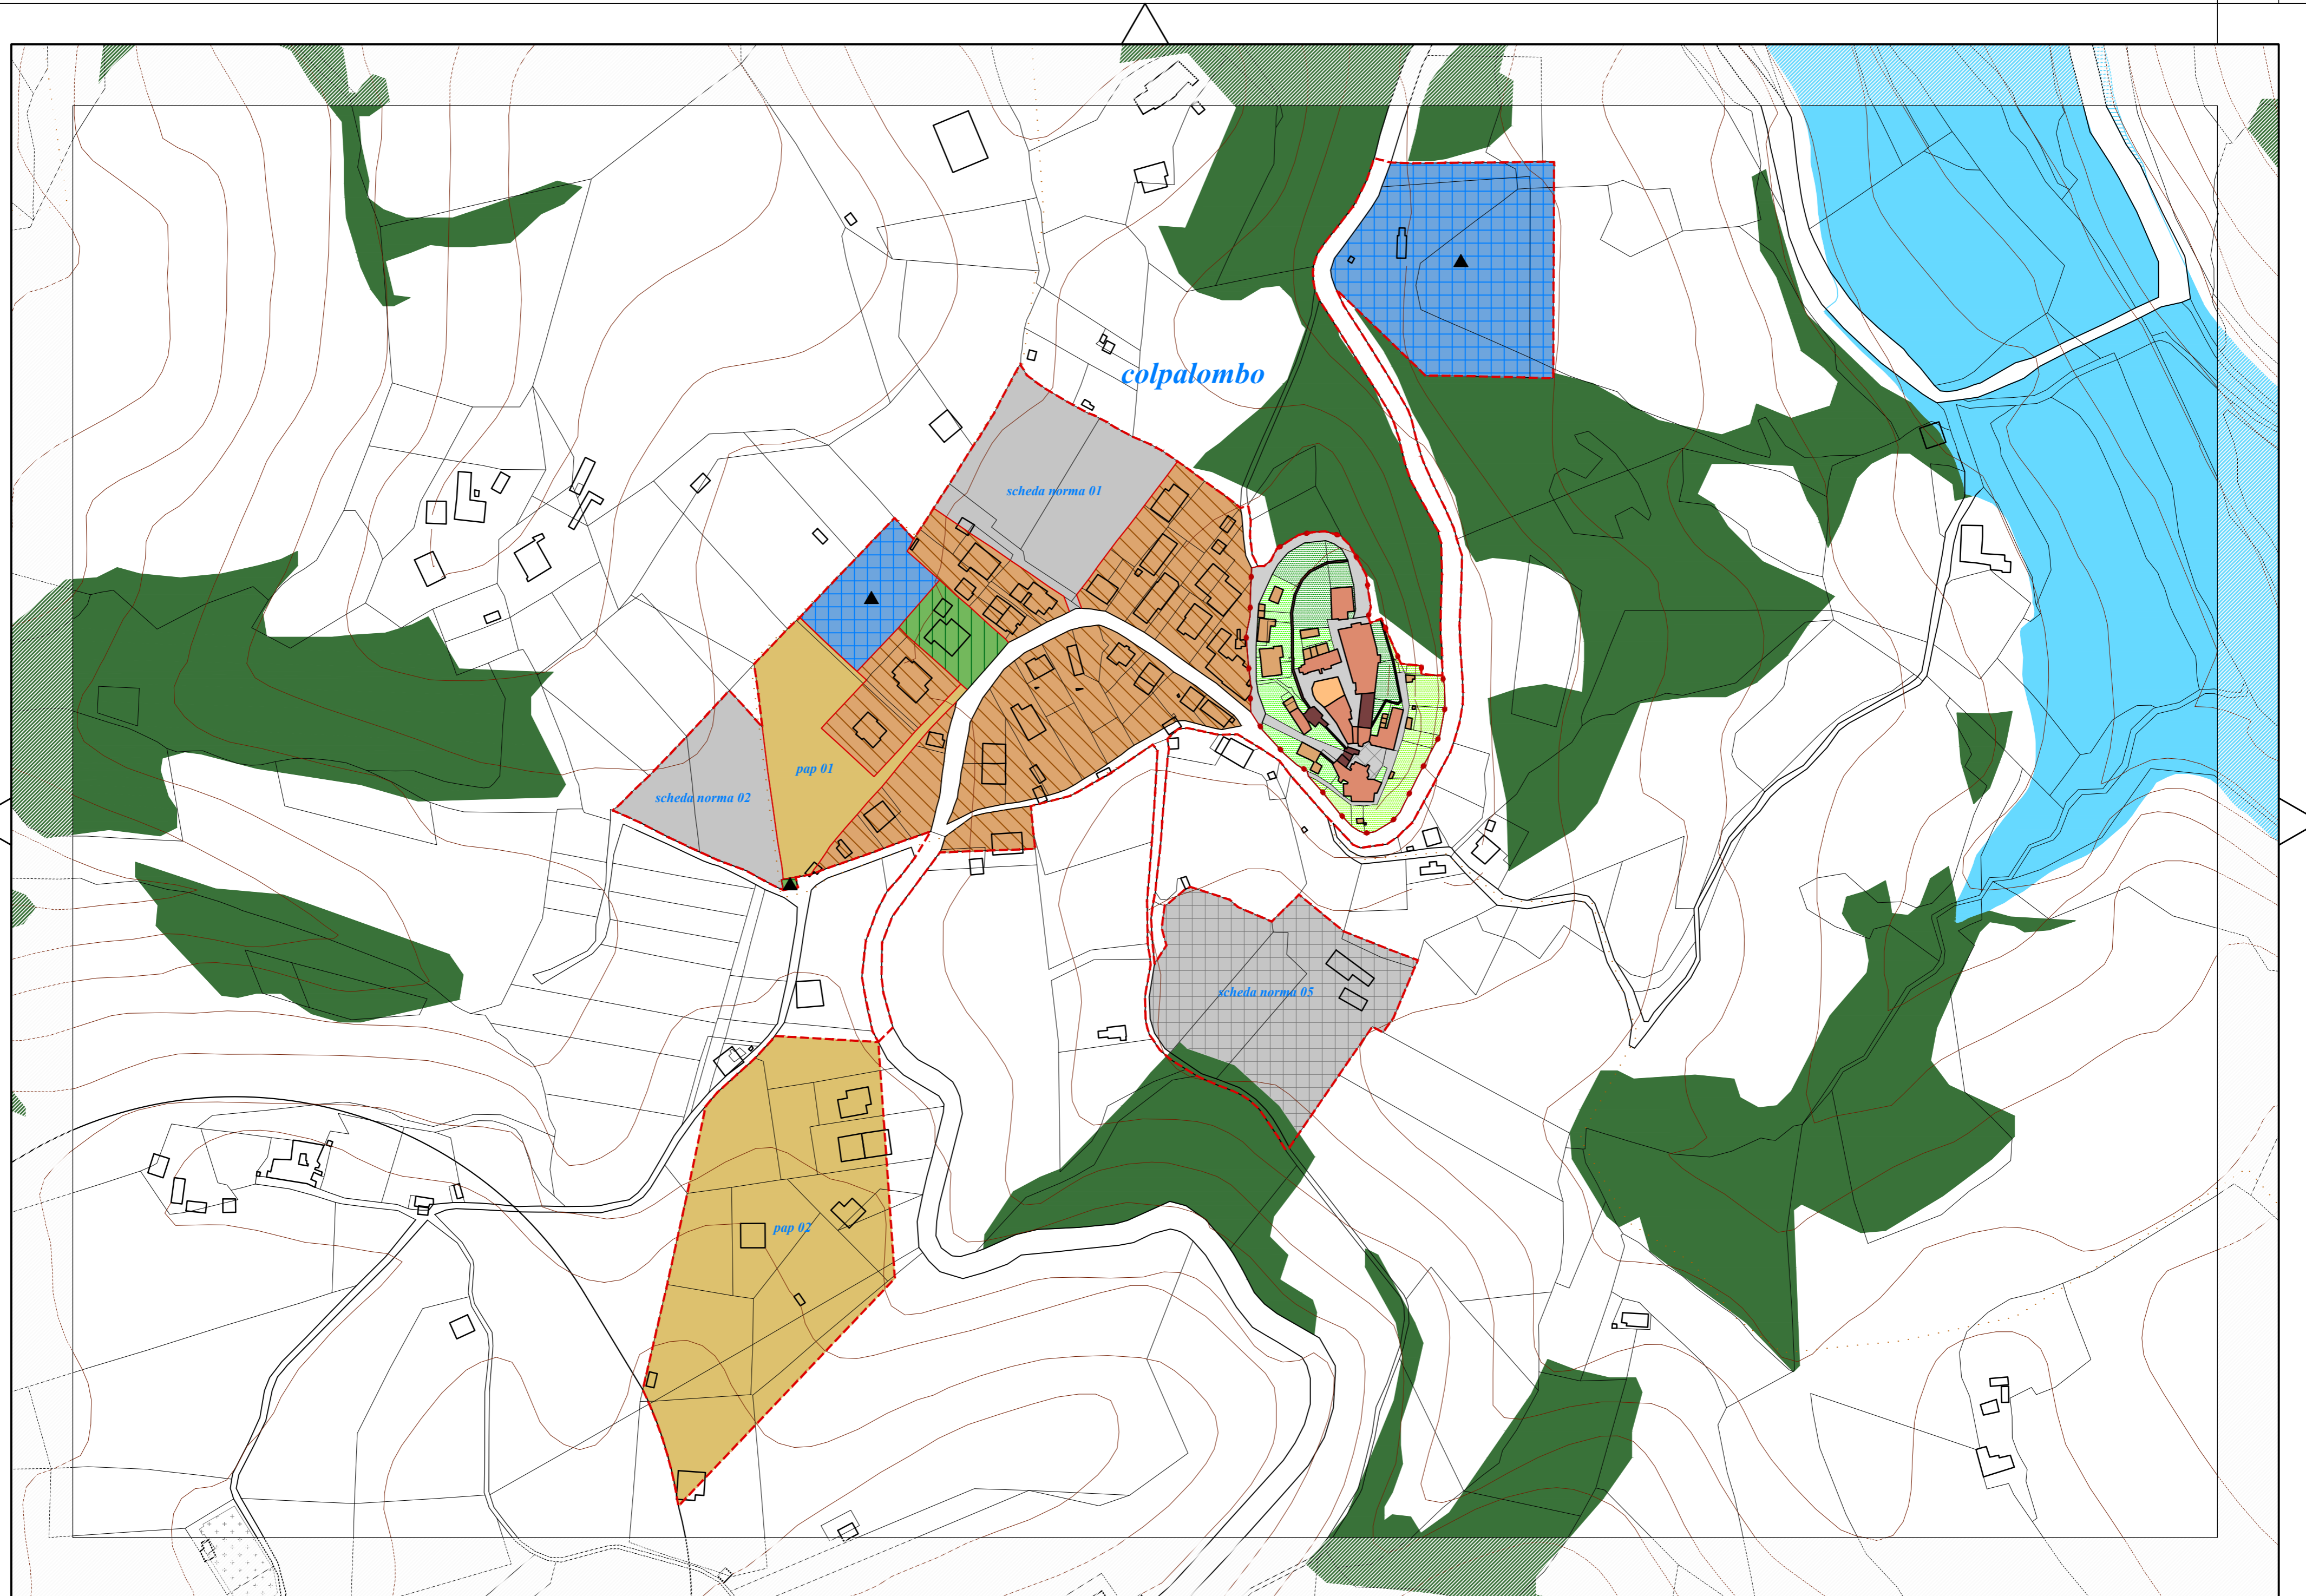 colpalombo
scheda norma 01
pap 01
scheda norma 02
scheda norma 05
pap 02